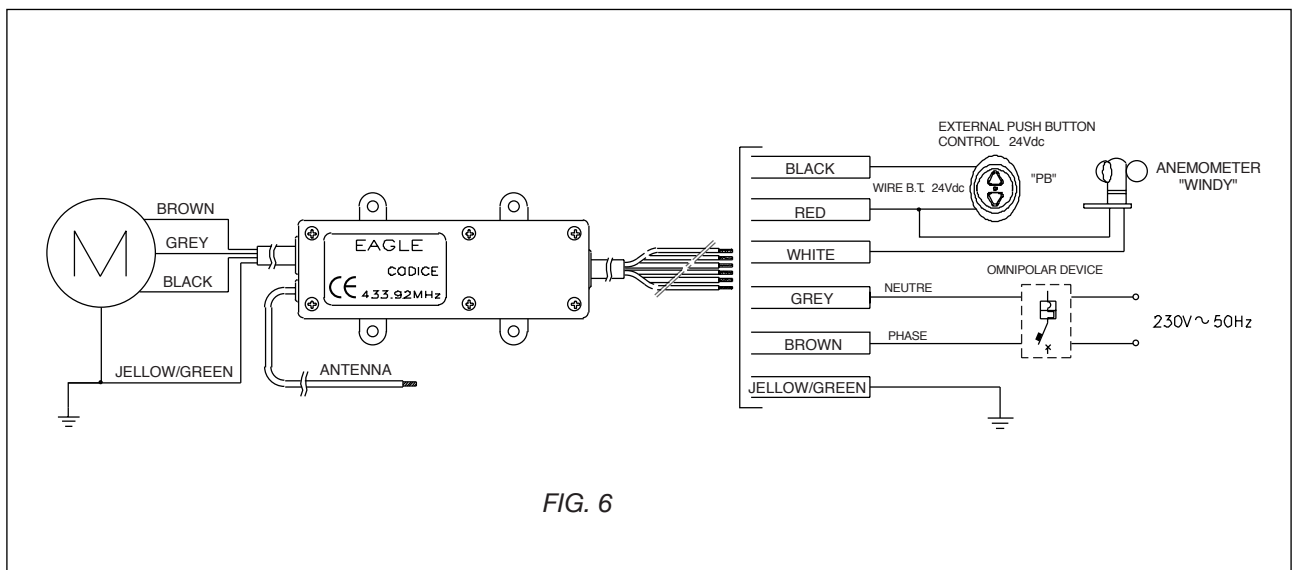 BROWN
GREY
BLACK
JELLOW/GREEN
EAGLE
CODICE
CE 433.92MHz
ANTENNA
BLACK
RED
WHITE
GREY
BROWN
JELLOW/GREEN
WIRE B.T. 24Vdc
NEUTRE
PHASE
EXTERNAL PUSH BUTTON
CONTROL 24Vdc
"PB"
ANEMOMETER
"WINDY"
OMNIPOLAR DEVICE
230V~ 50Hz
M
FIG. 6